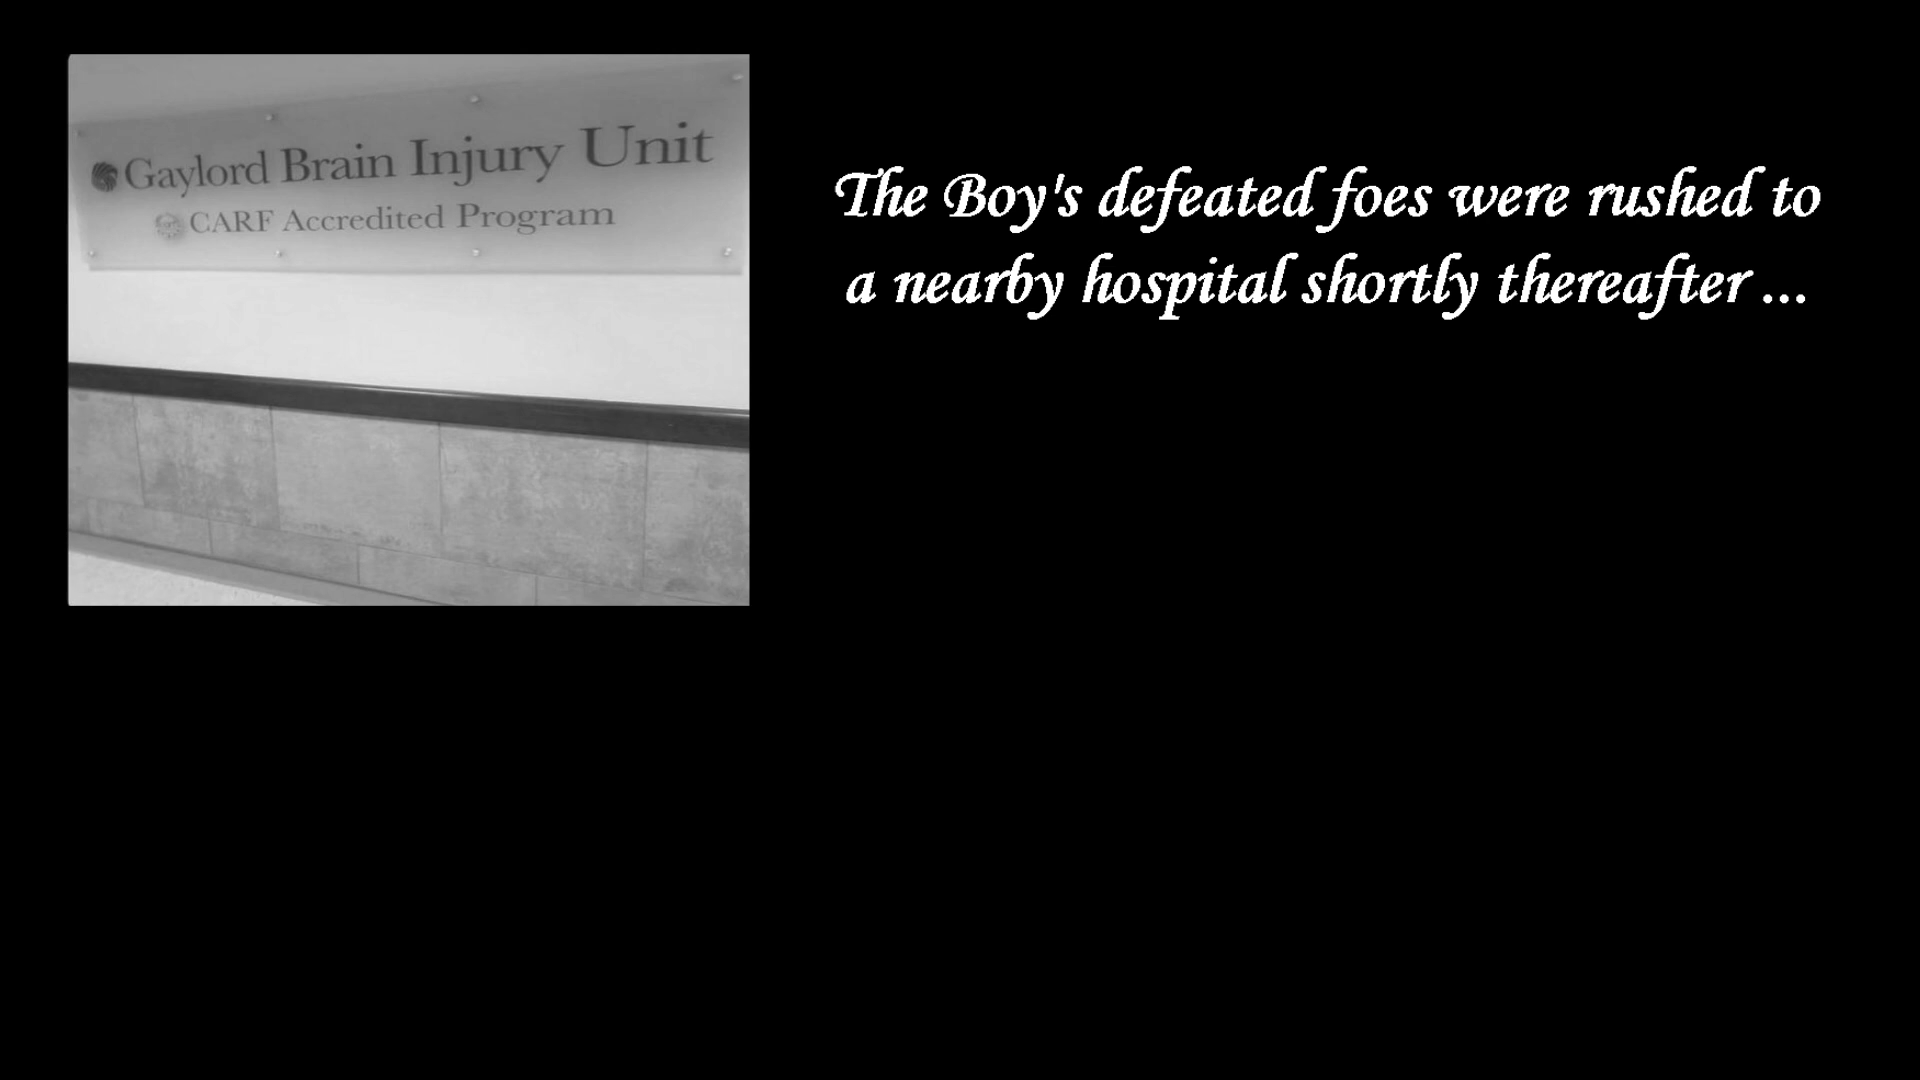 Gaylord Brain Injury Unit
CARF Accredited Program
The Boy's defeated foes were rushed to
a nearby hospital shortly thereafter ...